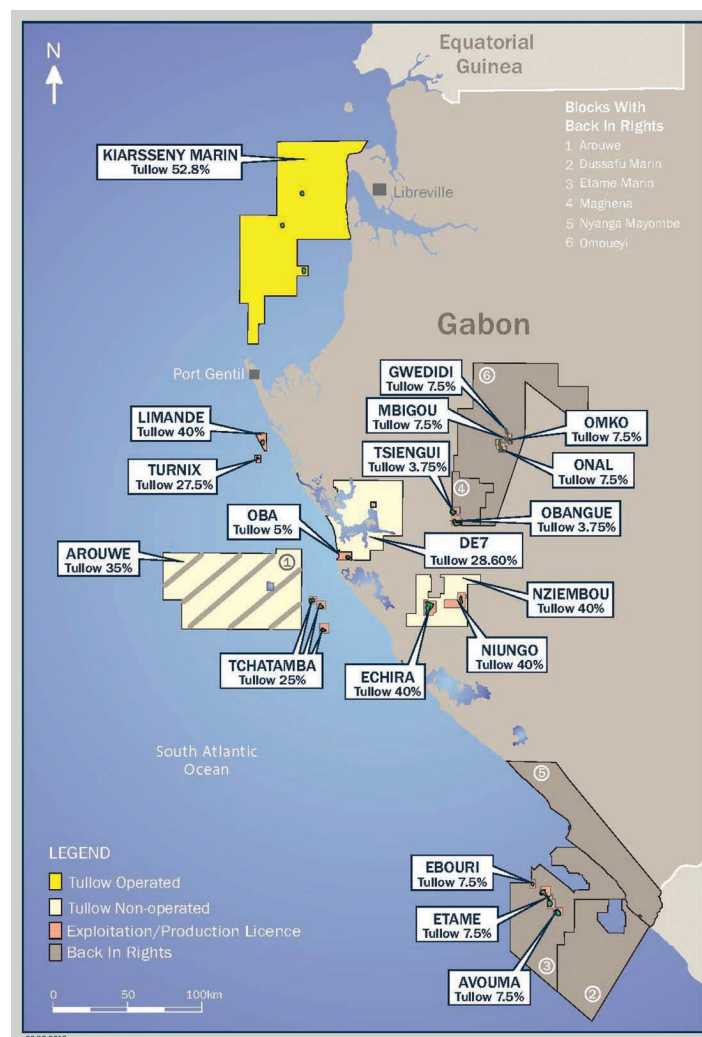 N
Equatorial
Guinea
Blocks With
Back In Rights
1 Arouwe
2 Dussafu Marin
3 Etame Marin
4 Maghena
5 Nyanga Mayombe
6 Omoueyi
KIARSSENY MARIN
Tullow 52.8%
Libreville
Gabon
Port Gentil
6
GWEDIDI
Tullow 7.5%
MBIGOU
Tullow 7.5%
OMKO
Tullow 7.5%
LIMANDE
Tullow 40%
TSIENGUI
Tullow 3.75%
ONAL
Tullow 7.5%
TURNIX
Tullow 27.5%
4
OBA
Tullow 5%
OBANGUE
Tullow 3.75%
DE7
Tullow 28.60%
AROUWE
Tullow 35%
1
NZIEMBOU
Tullow 40%
NIUNGO
Tullow 40%
TCHATAMBA
Tullow 25%
ECHIRA
Tullow 40%
South Atlantic
Ocean
5
LEGEND
Tullow Operated
Tullow Non-operated
Exploitation/Production Licence
Back In Rights
EBOURI
Tullow 7.5%
ETAME
Tullow 7.5%
AVOUMA
Tullow 7.5%
3
2
0 50 100km